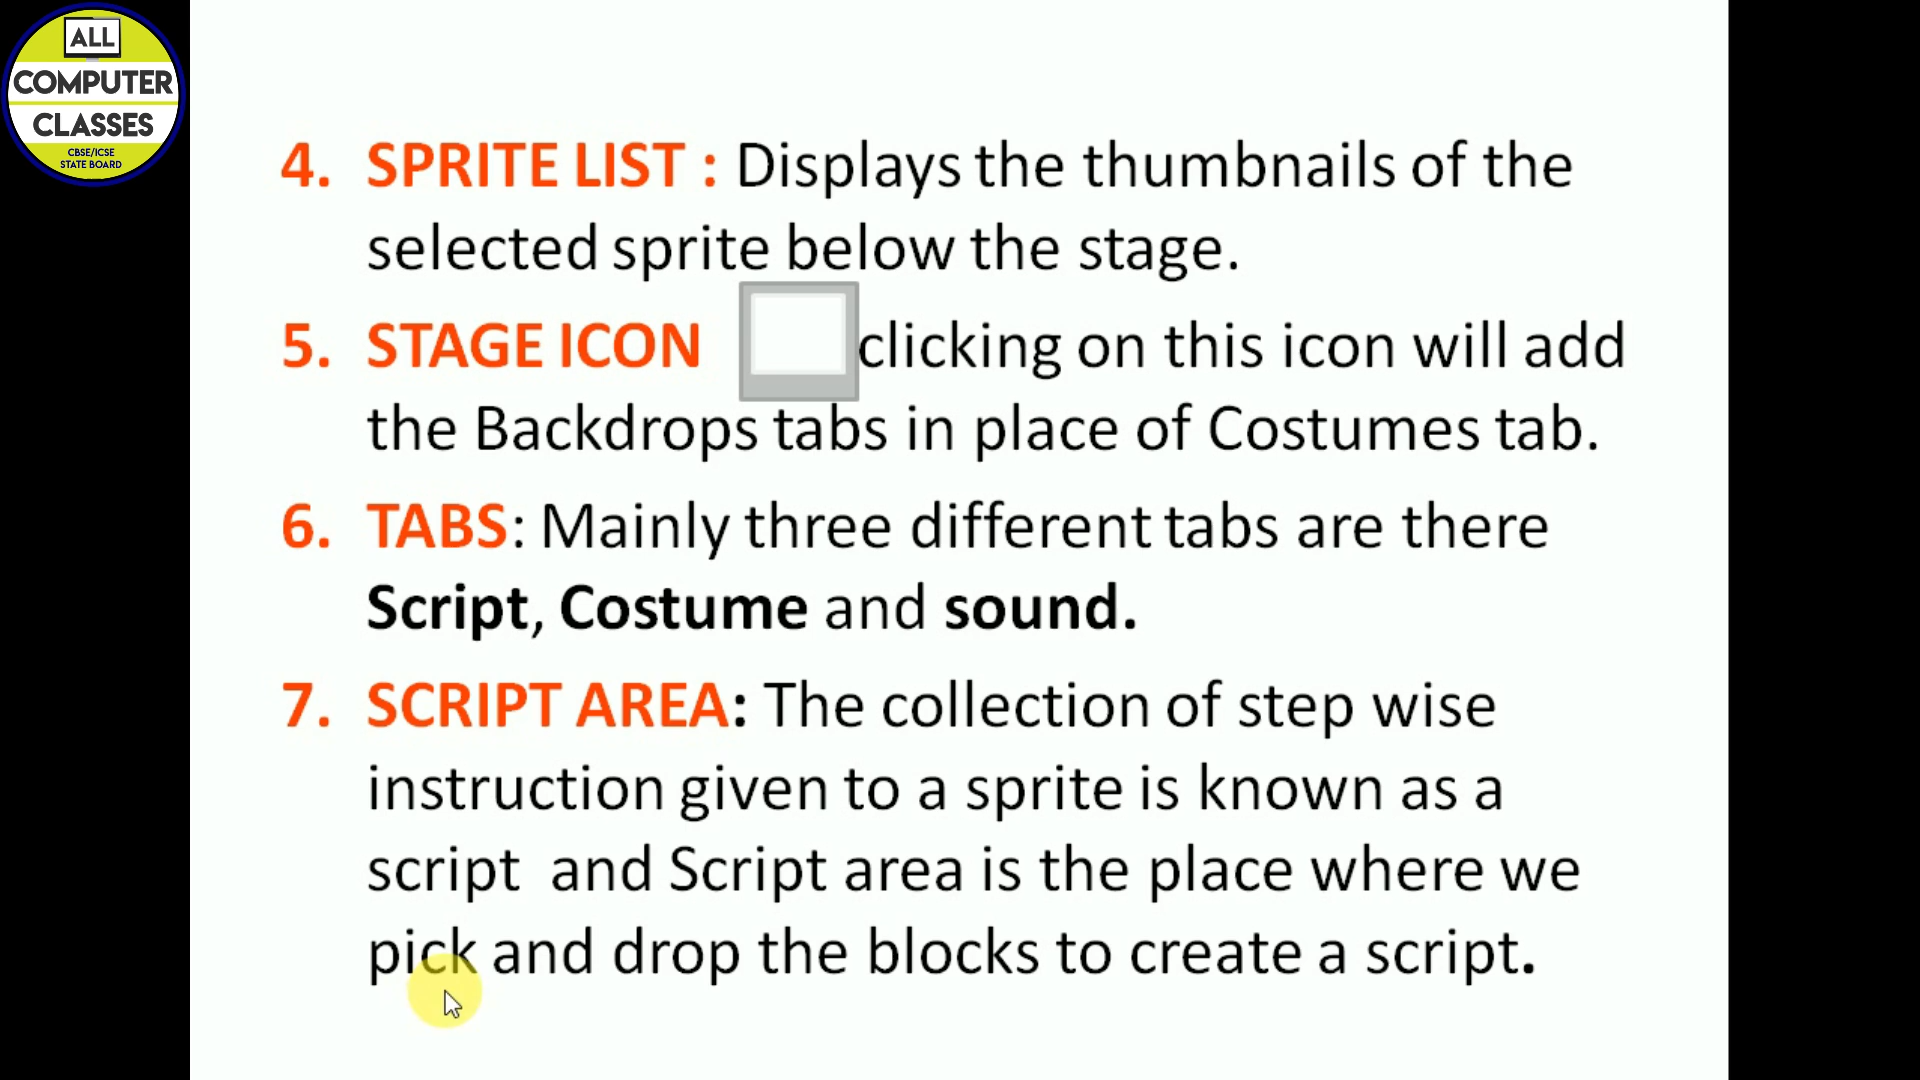 ALL
COMPUTER
CLASSES
CBSE/ICSE
STATE BOARD
4. SPRITE LIST : Displays the thumbnails of the
selected sprite below the stage.
5. STAGE ICON clicking on this icon will add
the Backdrops tabs in place of Costumes tab.
6. TABS: Mainly three different tabs are there
Script, Costume and sound.
7. SCRIPT AREA: The collection of step wise
instruction given to a sprite is known as a
script and Script area is the place where we
pick and drop the blocks to create a script.